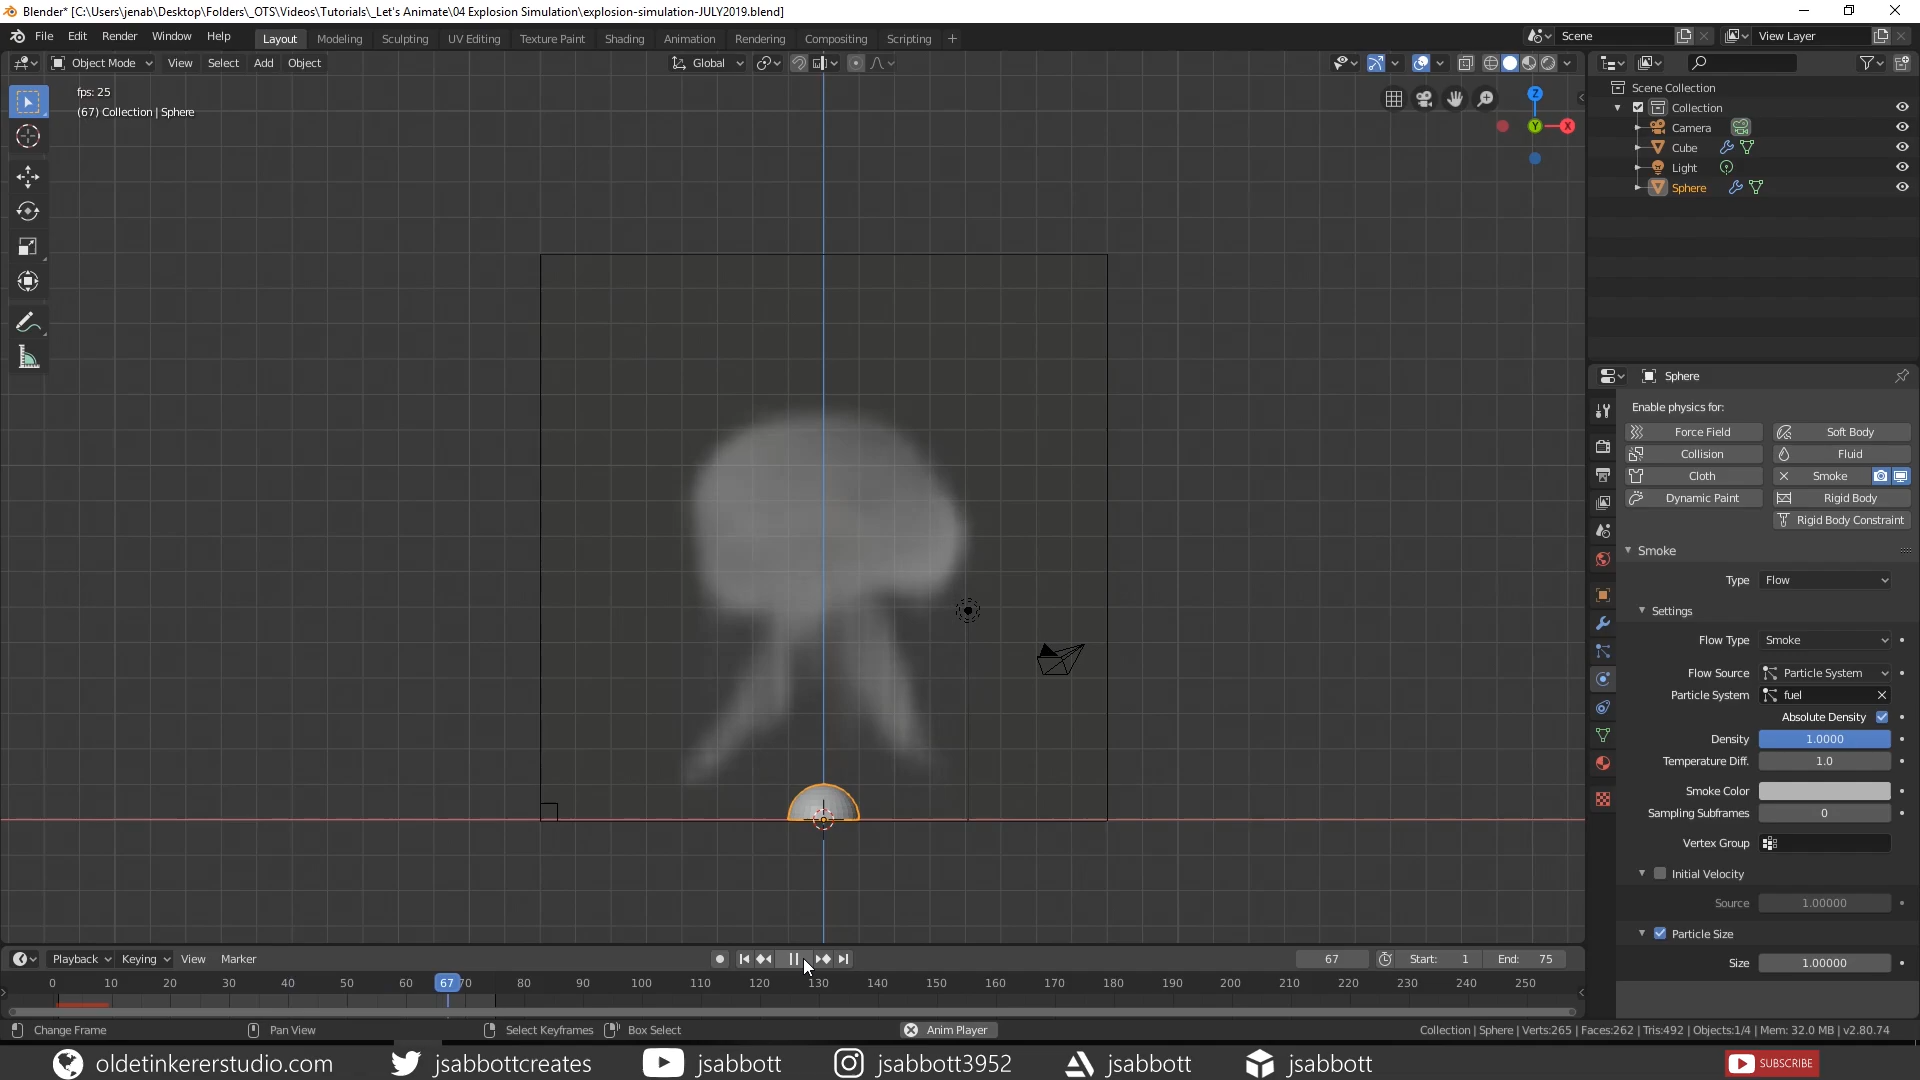 Blender* [C:\Users\jenab\Desktop\Folders\_OTS\Videos\Tutorials\_Let's Animate\04 Explosion Simulation\explosion-simulation-JULY2019.blend]
File Edit Render Window Help Layout Modeling Sculpting UV Editing Texture Paint Shading Animation Rendering Compositing Scripting + Scene View Layer
Object Mode View Select Add Object Global
fps: 25
(67) Collection | Sphere
Z
Y X
Scene Collection
Collection
Camera
Cube
Light
Sphere
Sphere
Enable physics for:
Force Field Soft Body
Collision Fluid
Cloth Smoke
Dynamic Paint Rigid Body
Rigid Body Constraint
Smoke
Type Flow
Settings
Flow Type Smoke
Flow Source Particle System
Particle System fuel
Absolute Density
Density 1.0000
Temperature Diff. 1.0
Smoke Color
Sampling Subframes 0
Vertex Group
Initial Velocity
Source 1.00000
Particle Size
Size 1.00000
Playback Keying View Marker 67 Start: 1 End: 75
0 10 20 30 40 50 60 67 70 80 90 100 110 120 130 140 150 160 170 180 190 200 210 220 230 240 250
Change Frame Pan View Select Keyframes Box Select Anim Player Collection | Sphere | Verts:265 | Faces:262 | Tris:492 | Objects:1/4 | Mem: 32.0 MB | v2.80.74
oldetinkererstudio.com jsabbottcreates jsabbott jsabbott3952 jsabbott jsabbott SUBSCRIBE